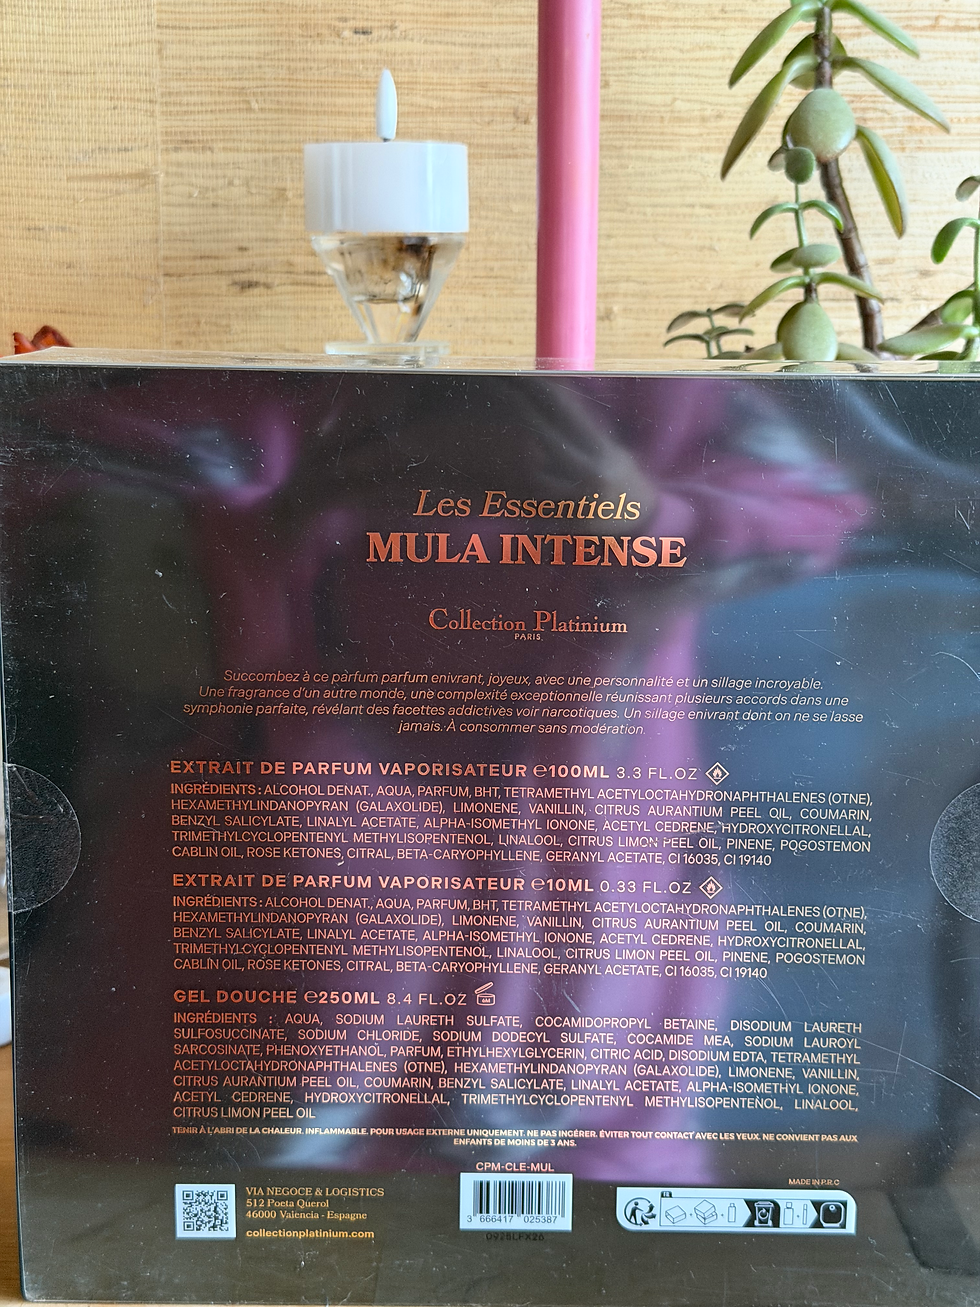 Les Essentiels
MULA INTENSE
Collection Platinium
PARIS
Succombez à ce parfum parfum enivrant, joyeux, avec une personnalité et un sillage incroyable.
Une fragrance d'un autre monde, une complexité exceptionnelle réunissant plusieurs accords dans une
symphonie parfaite, révélant des facettes addictives voir narcotiques. Un sillage enivrant dont on ne se lasse
jamais. À consommer sans modération.
EXTRAIT DE PARFUM VAPORISATEUR ℮100ML 3.3 FL.OZ
INGRÉDIENTS : ALCOHOL DENAT., AQUA, PARFUM, BHT, TETRAMETHYL ACETYLOCTAHYDRONAPHTHALENES (OTNE),
HEXAMETHYLINDANOPYRAN (GALAXOLIDE), LIMONENE, VANILLIN, CITRUS AURANTIUM PEEL OIL, COUMARIN,
BENZYL SALICYLATE, LINALYL ACETATE, ALPHA-ISOMETHYL IONONE, ACETYL CEDRENE, HYDROXYCITRONELLAL,
TRIMETHYLCYCLOPENTENYL METHYLISOPENTENOL, LINALOOL, CITRUS LIMON PEEL OIL, PINENE, POGOSTEMON
CABLIN OIL, ROSE KETONES, CITRAL, BETA-CARYOPHYLLENE, GERANYL ACETATE, CI 16035, CI 19140
EXTRAIT DE PARFUM VAPORISATEUR ℮10ML 0.33 FL.OZ
INGRÉDIENTS : ALCOHOL DENAT., AQUA, PARFUM, BHT, TETRAMETHYL ACETYLOCTAHYDRONAPHTHALENES (OTNE),
HEXAMETHYLINDANOPYRAN (GALAXOLIDE), LIMONENE, VANILLIN, CITRUS AURANTIUM PEEL OIL, COUMARIN,
BENZYL SALICYLATE, LINALYL ACETATE, ALPHA-ISOMETHYL IONONE, ACETYL CEDRENE, HYDROXYCITRONELLAL,
TRIMETHYLCYCLOPENTENYL METHYLISOPENTENOL, LINALOOL, CITRUS LIMON PEEL OIL, PINENE, POGOSTEMON
CABLIN OIL, ROSE KETONES, CITRAL, BETA-CARYOPHYLLENE, GERANYL ACETATE, CI 16035, CI 19140
GEL DOUCHE ℮250ML 8.4 FL.OZ 6M
INGRÉDIENTS : AQUA, SODIUM LAURETH SULFATE, COCAMIDOPROPYL BETAINE, DISODIUM LAURETH
SULFOSUCCINATE, SODIUM CHLORIDE, SODIUM DODECYL SULFATE, COCAMIDE MEA, SODIUM LAUROYL
SARCOSINATE, PHENOXYETHANOL, PARFUM, ETHYLHEXYLGLYCERIN, CITRIC ACID, DISODIUM EDTA, TETRAMETHYL
ACETYLOCTAHYDRONAPHTHALENES (OTNE), HEXAMETHYLINDANOPYRAN (GALAXOLIDE), LIMONENE, VANILLIN,
CITRUS AURANTIUM PEEL OIL, COUMARIN, BENZYL SALICYLATE, LINALYL ACETATE, ALPHA-ISOMETHYL IONONE,
ACETYL CEDRENE, HYDROXYCITRONELLAL, TRIMETHYLCYCLOPENTENYL METHYLISOPENTENOL, LINALOOL,
CITRUS LIMON PEEL OIL
TENIR À L'ABRI DE LA CHALEUR. INFLAMMABLE. POUR USAGE EXTERNE UNIQUEMENT. NE PAS INGÉRER. ÉVITER TOUT CONTACT AVEC LES YEUX. NE CONVIENT PAS AUX
ENFANTS DE MOINS DE 3 ANS.
CPM-CLE-MUL
MADE IN P.R.C
VIA NEGOCE & LOGISTICS
512 Poeta Querol
46000 Valencia - Espagne
collectionplatinium.com
3 666417 025387
0928LFX26
FR